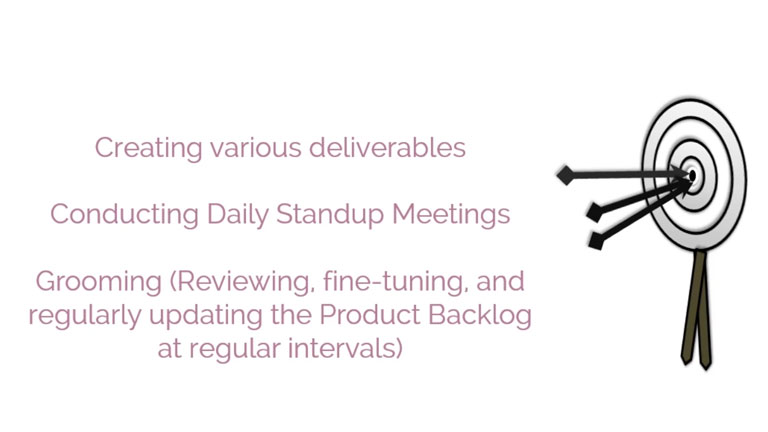 Creating various deliverables
Conducting Daily Standup Meetings
Grooming (Reviewing, fine-tuning, and
regularly updating the Product Backlog
at regular intervals)